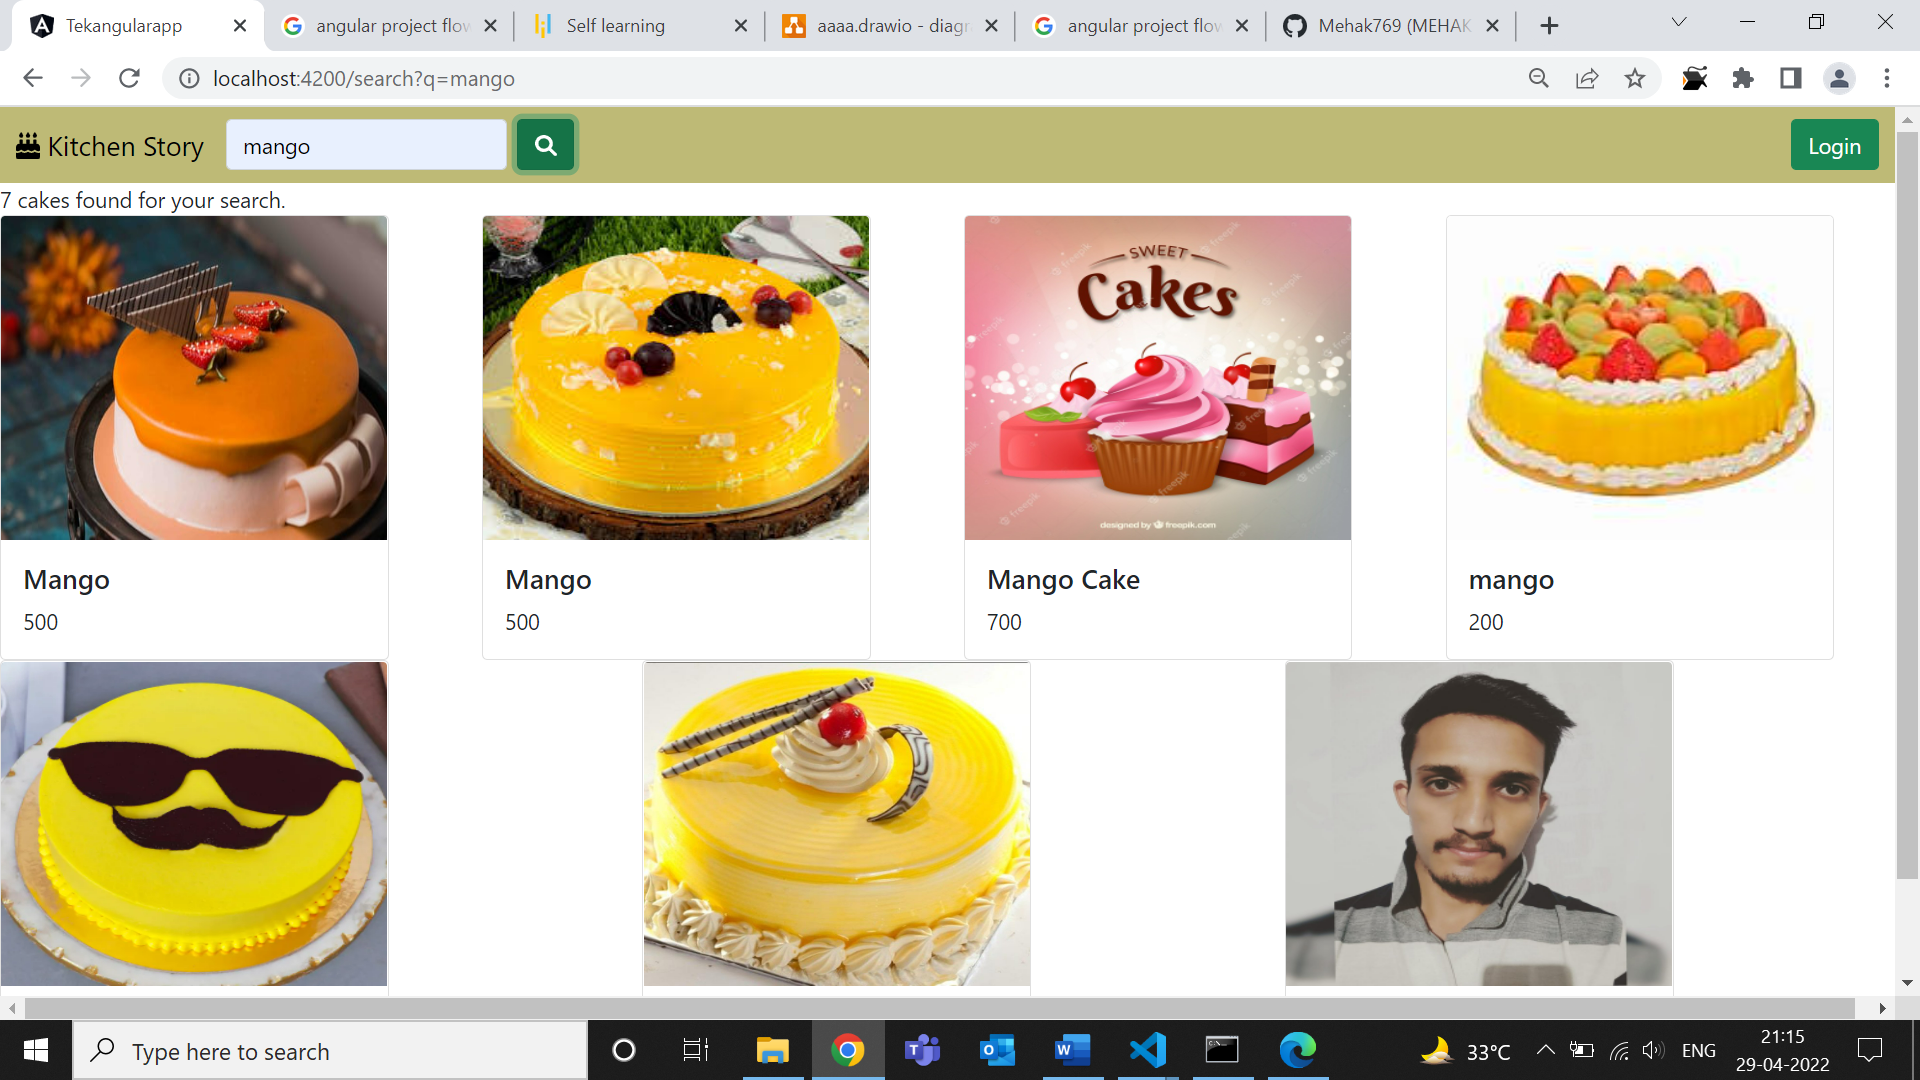 Tekangularapp
angular project flow
Self learning
aaaa.drawio - diagr
angular project flow
Mehak769 (MEHAK
localhost:4200/search?q=mango
Kitchen Story
mango
Login
7 cakes found for your search.
SWEET
Cakes
designed by freepik.com
Mango
500
Mango
500
Mango Cake
700
mango
200
Type here to search
33°C
ENG
21:15
29-04-2022